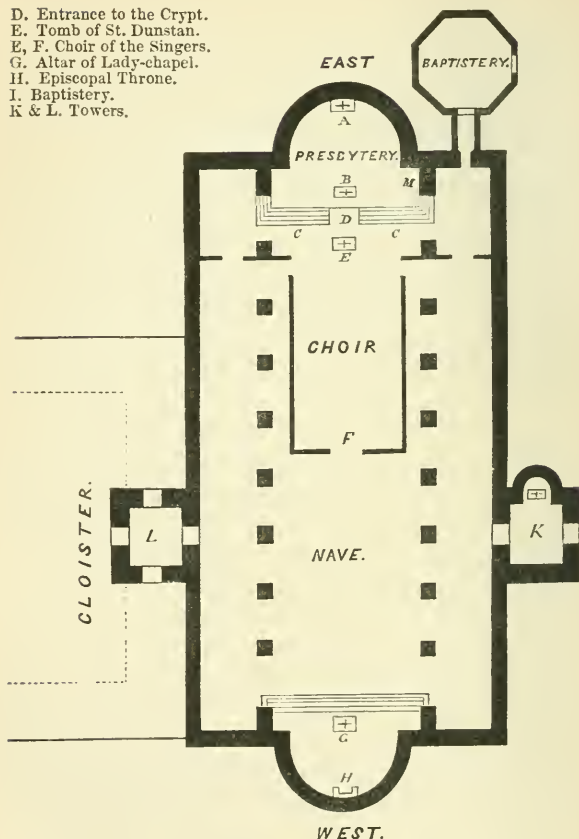 D. Entrance to the Crypt.
E. Tomb of St. Dunstan.
E, F. Choir of the Singers.
G. Altar of Lady-chapel.
H. Episcopal Throne.
I. Baptistery.
K & L. Towers.
EAST
BAPTISTERY.
A
PRESBYTERY.
B
M
D
C
C
E
CHOIR
F
CLOISTER.
L
K
NAVE.
G
H
WEST.